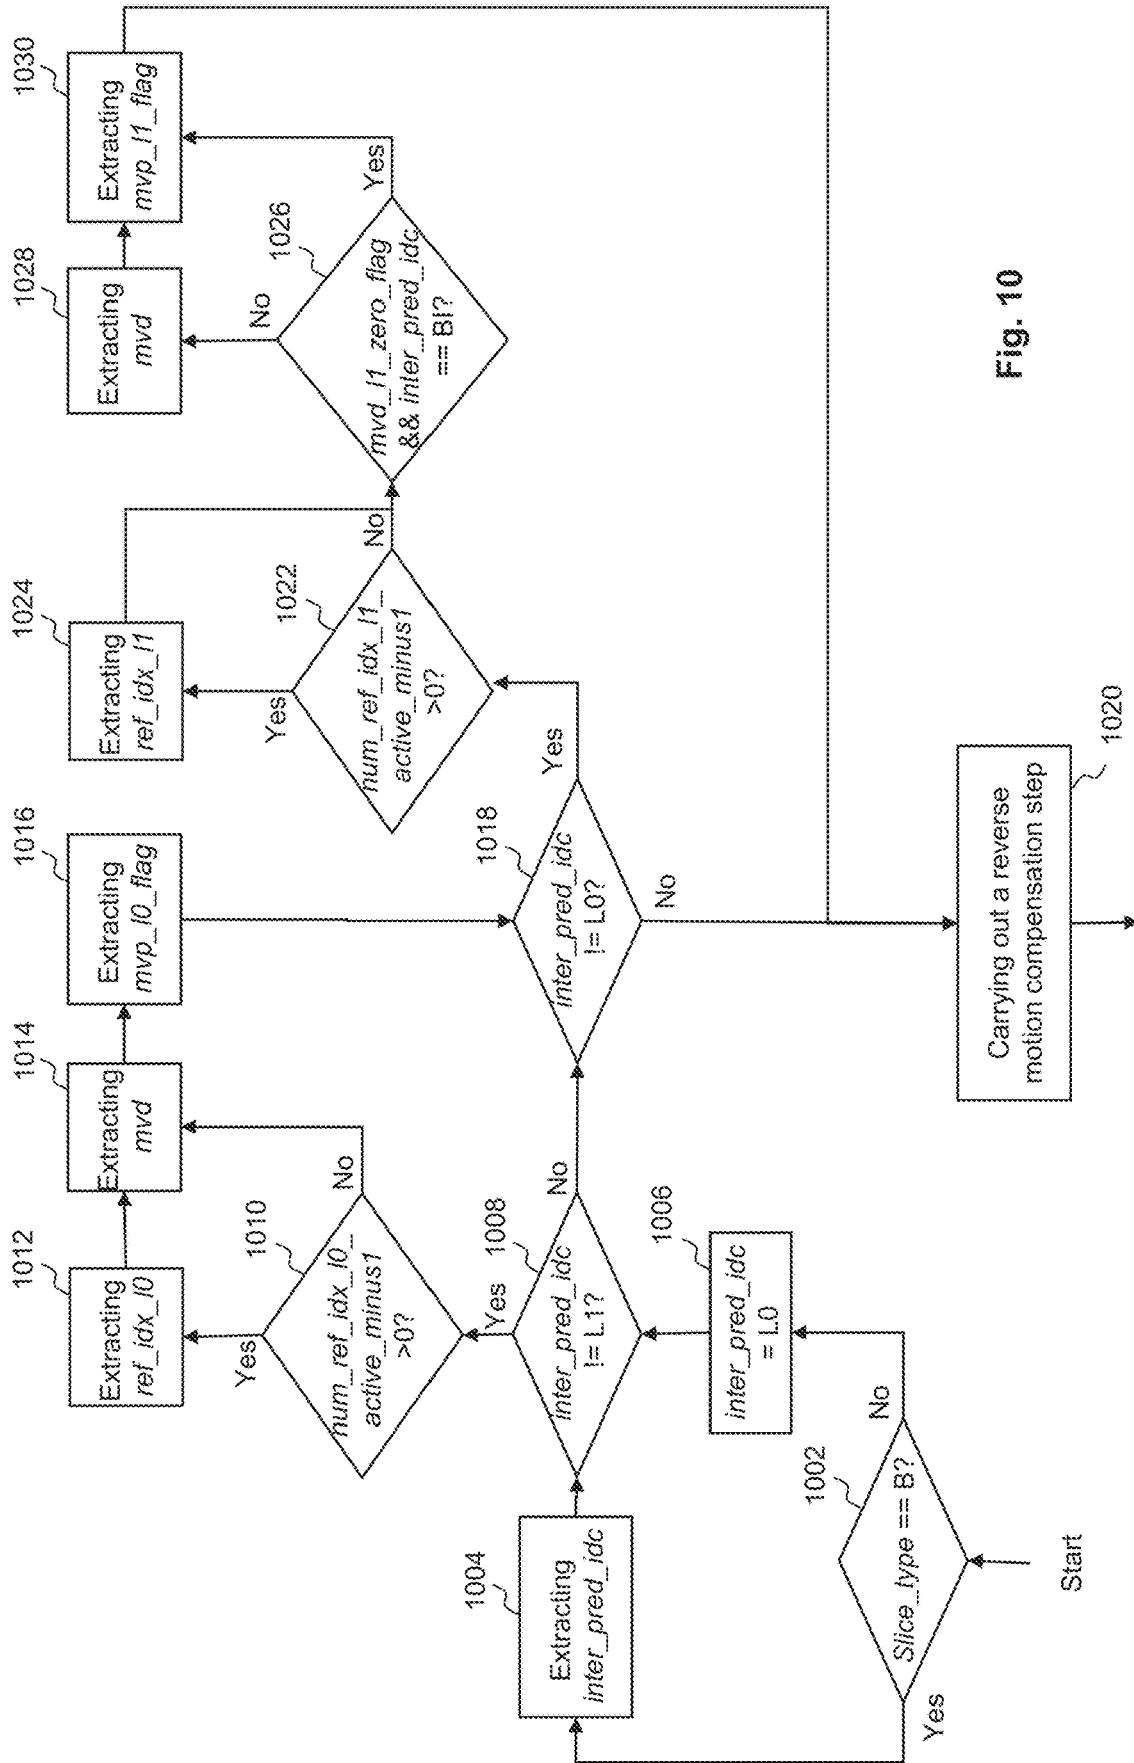 Start
Slice_type == B?
1002
Yes
No
Extracting
inter_pred_idc
1004
inter_pred_idc
= L0
1006
inter_pred_idc
!= L1?
1008
Yes
No
num_ref_idx_l0_
active_minus1
>0?
1010
Yes
No
Extracting
ref_idx_l0
1012
Extracting
mvd
1014
Extracting
mvp_l0_flag
1016
inter_pred_idc
!= L0?
1018
Yes
No
Carrying out a reverse
motion compensation step
1020
num_ref_idx_l1_
active_minus1
>0?
1022
Yes
No
Extracting
ref_idx_l1
1024
mvd_l1_zero_flag
&& inter_pred_idc
== BI?
1026
No
Yes
Extracting
mvd
1028
Extracting
mvp_l1_flag
1030
Fig. 10